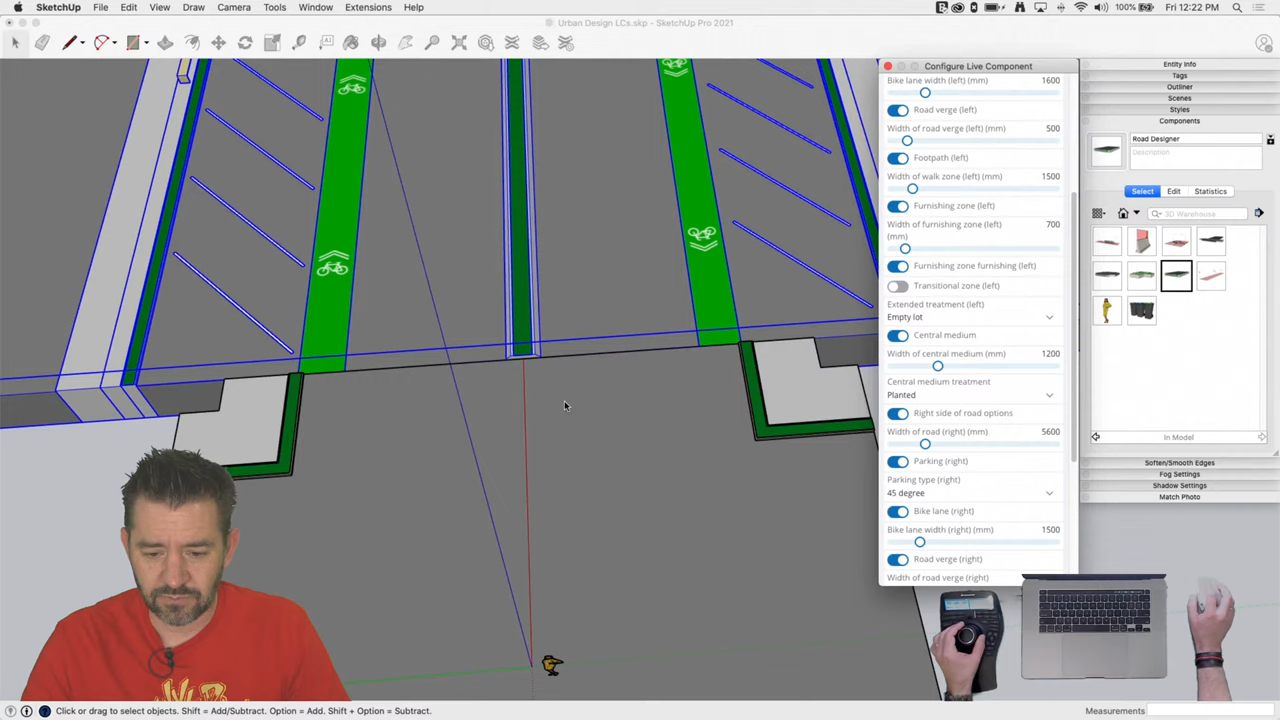 SketchUp File Edit View Draw Camera Tools Window Extensions Help
100% Fri 12:22 PM
Urban Design LCs.skp - SketchUp Pro 2021
Configure Live Component
Bike lane width (left) (mm) 1600
Road verge (left)
Width of road verge (left) (mm) 500
Footpath (left)
Width of walk zone (left) (mm) 1500
Furnishing zone (left)
Width of furnishing zone (left) (mm) 700
Furnishing zone furnishing (left)
Transitional zone (left)
Extended treatment (left)
Empty lot
Central medium
Width of central medium (mm) 1200
Central medium treatment
Planted
Right side of road options
Width of road (right) (mm) 5600
Parking (right)
Parking type (right)
45 degree
Bike lane (right)
Bike lane width (right) (mm) 1500
Road verge (right)
Width of road verge (right)
Entity Info
Tags
Outliner
Scenes
Styles
Components
Road Designer
Description
Select Edit Statistics
3D Warehouse
In Model
Soften/Smooth Edges
Fog Settings
Shadow Settings
Match Photo
Click or drag to select objects. Shift = Add/Subtract. Option = Add. Shift + Option = Subtract.
Measurements